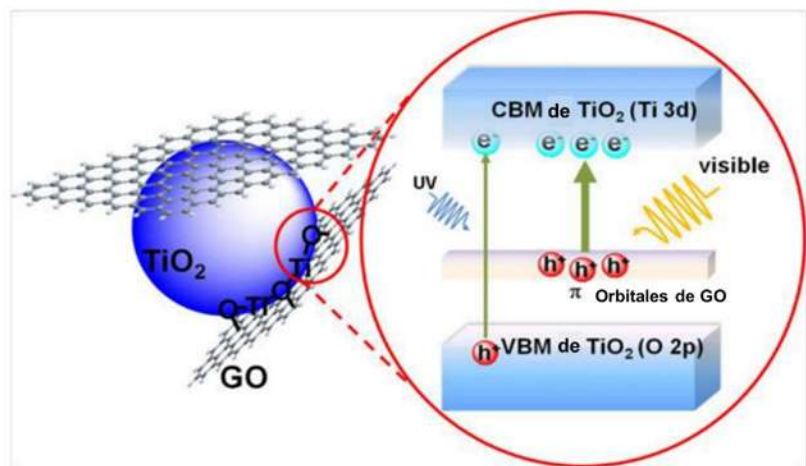 TiO₂
O
Ti
O
Ti
O
GO
CBM de TiO₂ (Ti 3d)
e⁻ e⁻ e⁻ e⁻
UV
visible
h⁺ h⁺ h⁺
π Orbitales de GO
h⁺ VBM de TiO₂ (O 2p)